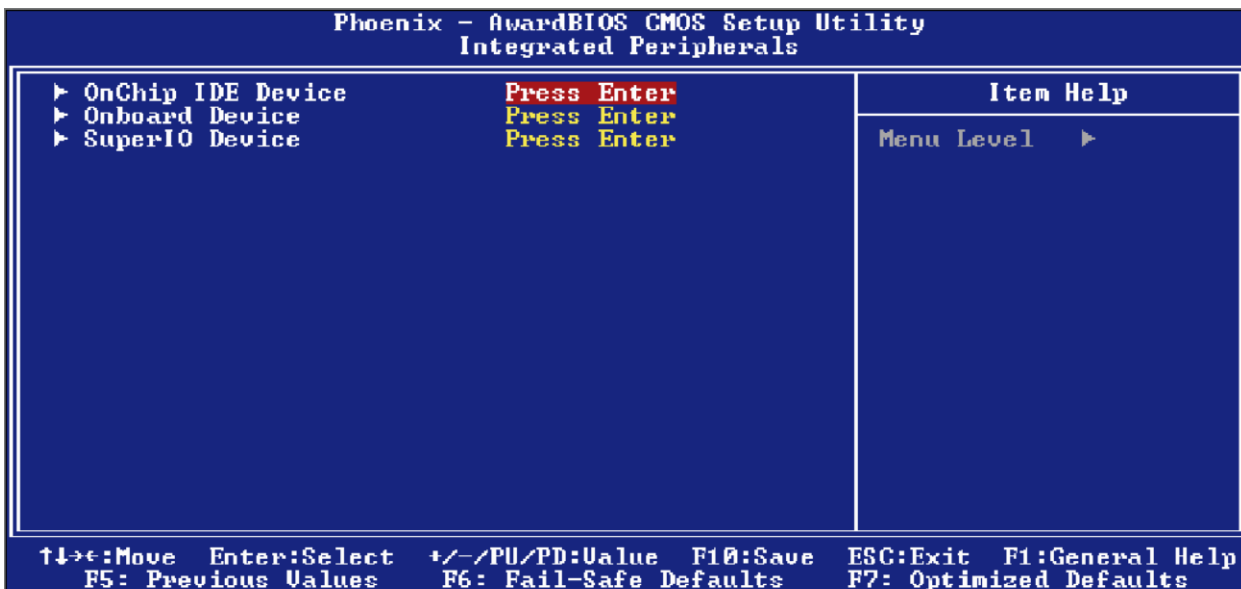 Phoenix - AwardBIOS CMOS Setup Utility
Integrated Peripherals
► OnChip IDE Device Press Enter
► Onboard Device Press Enter
► SuperIO Device Press Enter
Item Help
Menu Level ►
↑↓→←:Move Enter:Select +/-/PU/PD:Value F10:Save ESC:Exit F1:General Help
F5: Previous Values F6: Fail-Safe Defaults F7: Optimized Defaults